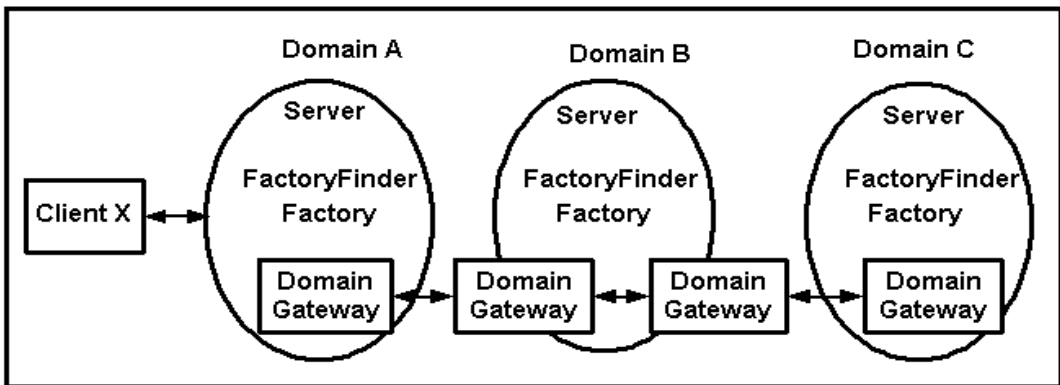 Domain A
Domain B
Domain C
Server
Server
Server
FactoryFinder
Factory
FactoryFinder
Factory
FactoryFinder
Factory
Client X
Domain
Gateway
Domain
Gateway
Domain
Gateway
Domain
Gateway